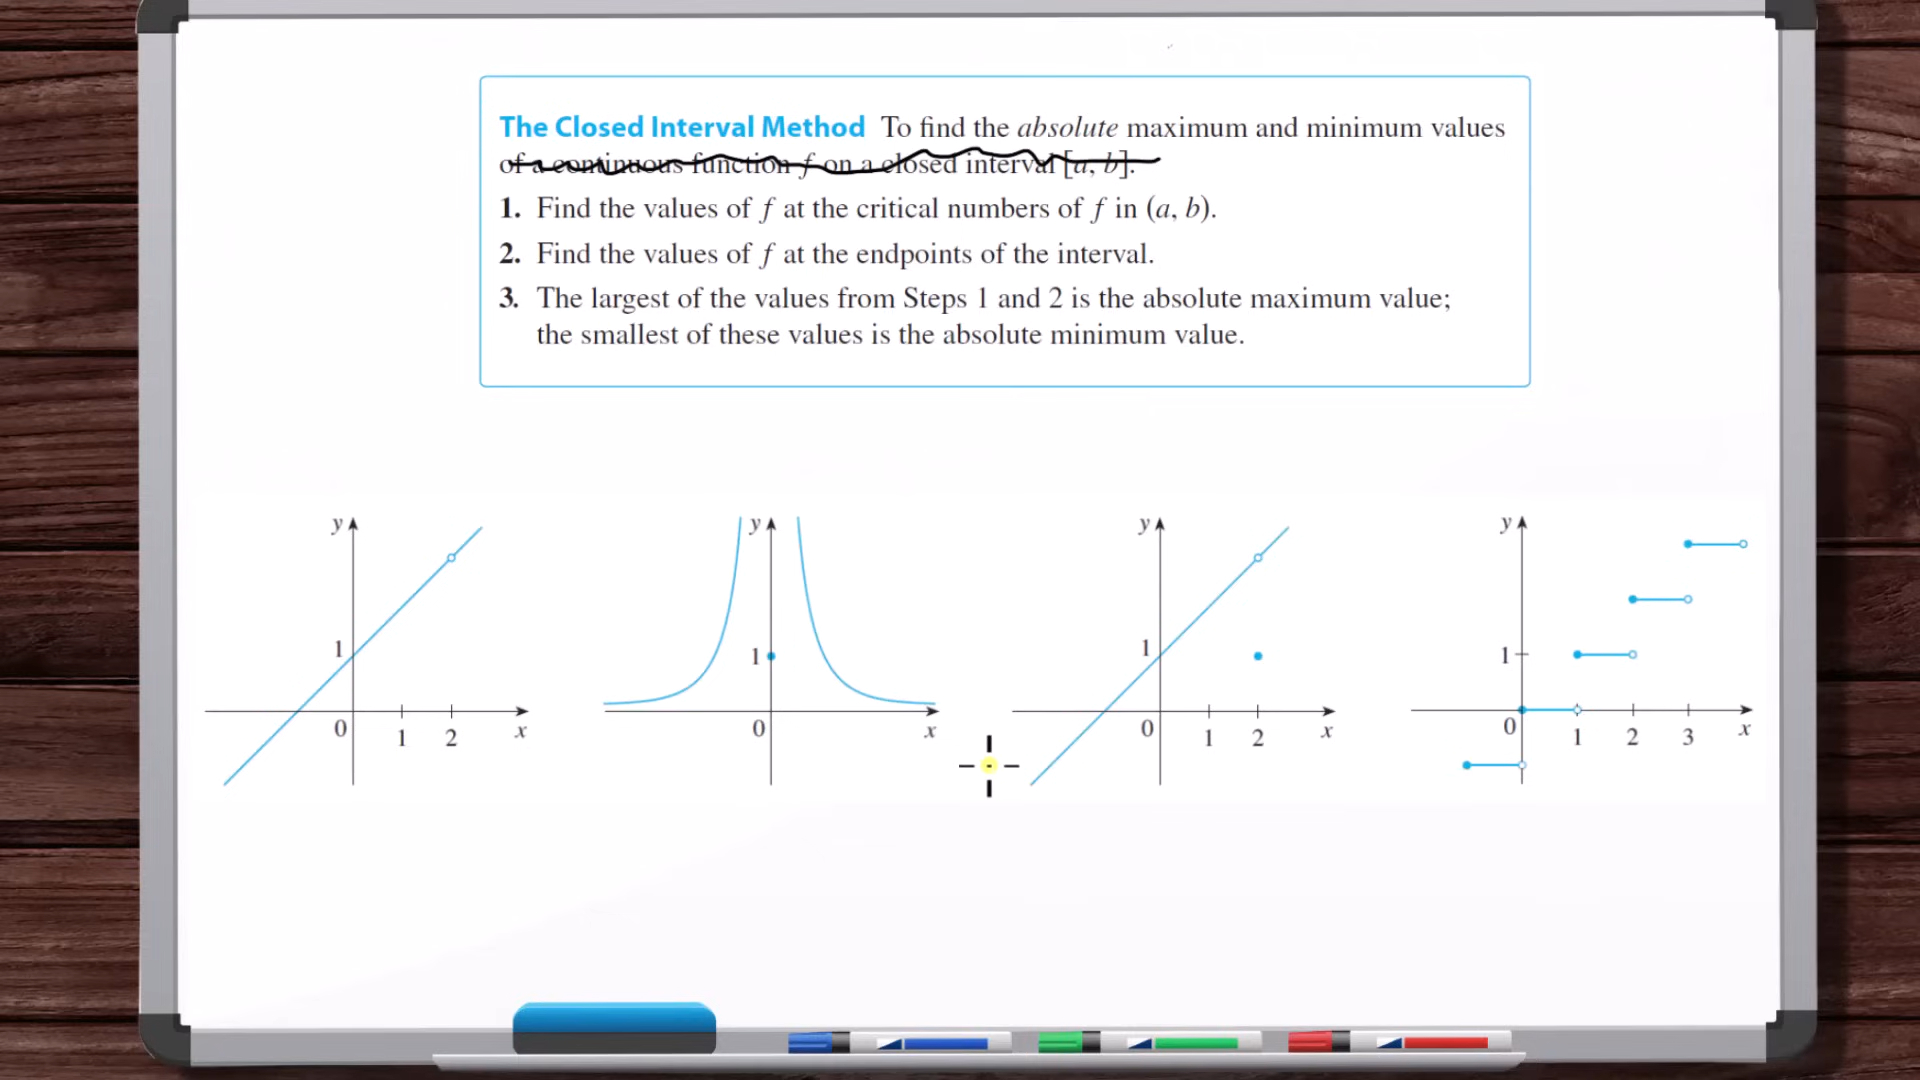 The Closed Interval Method To find the absolute maximum and minimum values
of a continuous function f on a closed interval [a, b].
1. Find the values of f at the critical numbers of f in (a, b).
2. Find the values of f at the endpoints of the interval.
3. The largest of the values from Steps 1 and 2 is the absolute maximum value;
the smallest of these values is the absolute minimum value.
y
1
0 1 2 x
y
1
0 x
y
1
0 1 2 x
y
1
0 1 2 3 x